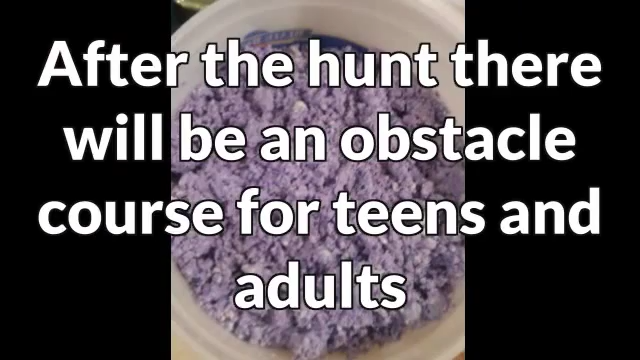 After the hunt there
will be an obstacle
course for teens and
adults